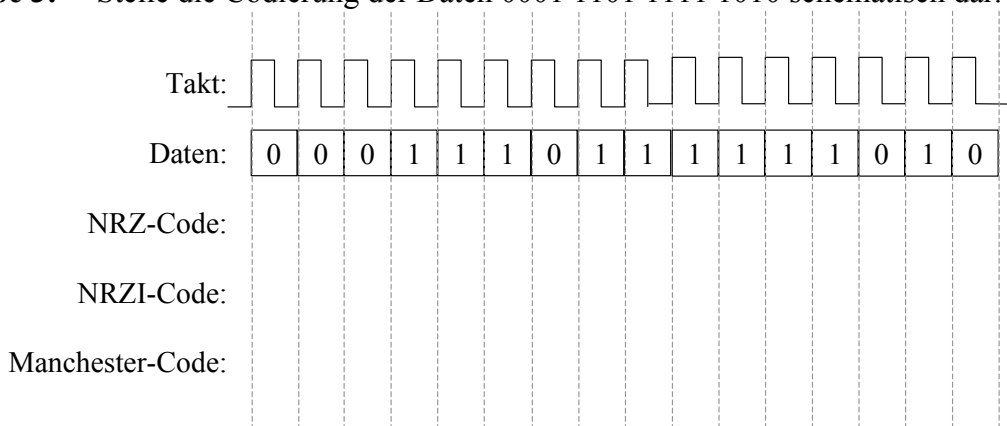 3. Stelle die Codierung der Daten 0001 1101 1111 1010 schematisch dar.
Takt:
Daten: 0 0 0 1 1 1 0 1 1 1 1 1 1 0 1 0
NRZ-Code:
NRZI-Code:
Manchester-Code: